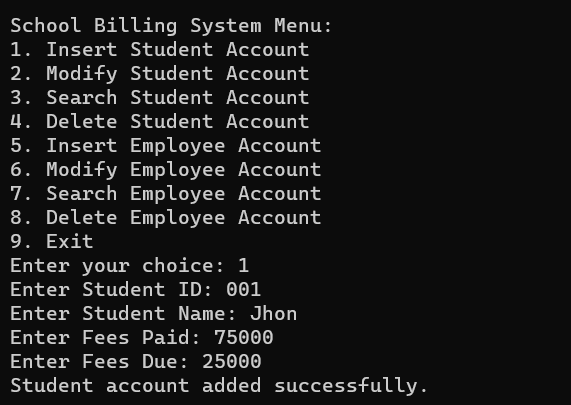 School Billing System Menu:
1. Insert Student Account
2. Modify Student Account
3. Search Student Account
4. Delete Student Account
5. Insert Employee Account
6. Modify Employee Account
7. Search Employee Account
8. Delete Employee Account
9. Exit
Enter your choice: 1
Enter Student ID: 001
Enter Student Name: Jhon
Enter Fees Paid: 75000
Enter Fees Due: 25000
Student account added successfully.